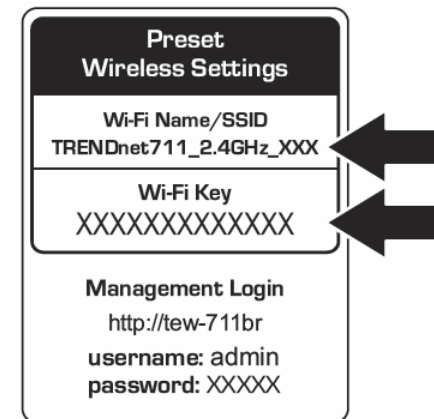 Preset
Wireless Settings
Wi-Fi Name/SSID
TRENDnet711_2.4GHz_XXX
Wi-Fi Key
XXXXXXXXXXXXX
Management Login
http://tew-711br
username: admin
password: XXXXX